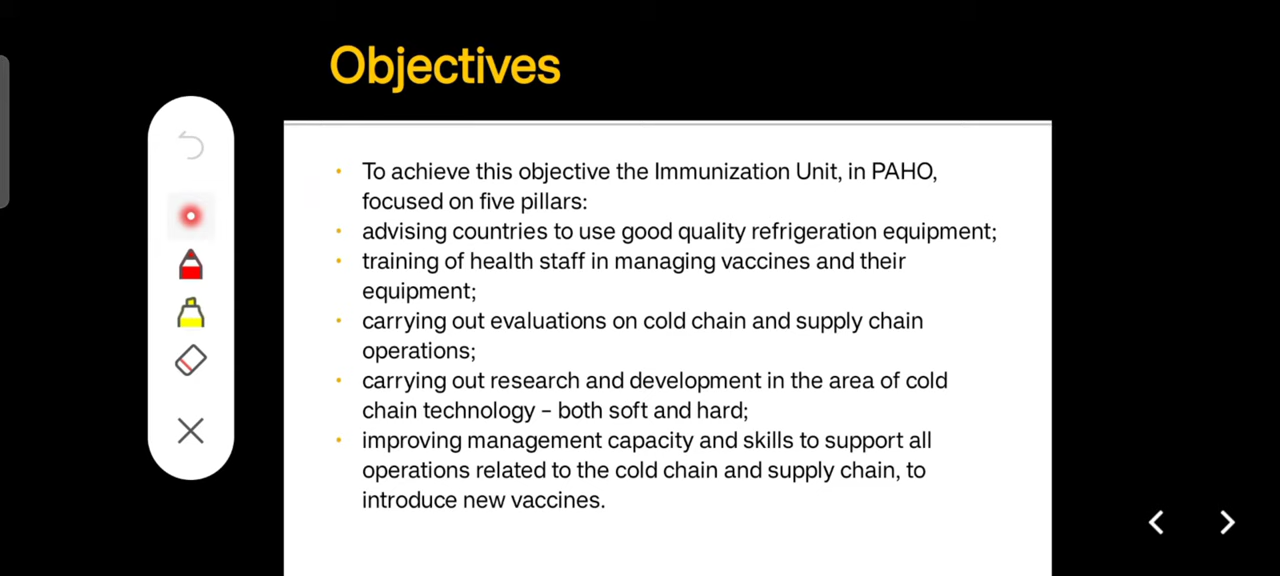 Objectives
• To achieve this objective the Immunization Unit, in PAHO,
focused on five pillars:
• advising countries to use good quality refrigeration equipment;
• training of health staff in managing vaccines and their
equipment;
• carrying out evaluations on cold chain and supply chain
operations;
• carrying out research and development in the area of cold
chain technology – both soft and hard;
• improving management capacity and skills to support all
operations related to the cold chain and supply chain, to
introduce new vaccines.